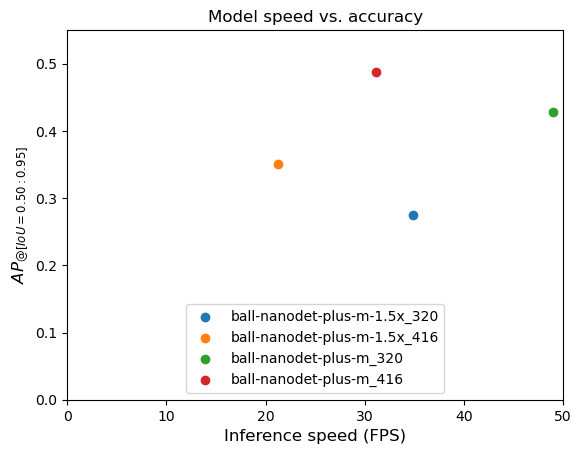 Model speed vs. accuracy
AP@[IoU=0.50:0.95]
0.5
0.4
0.3
0.2
0.1
0.0
0 10 20 30 40 50
Inference speed (FPS)
ball-nanodet-plus-m-1.5x_320
ball-nanodet-plus-m-1.5x_416
ball-nanodet-plus-m_320
ball-nanodet-plus-m_416